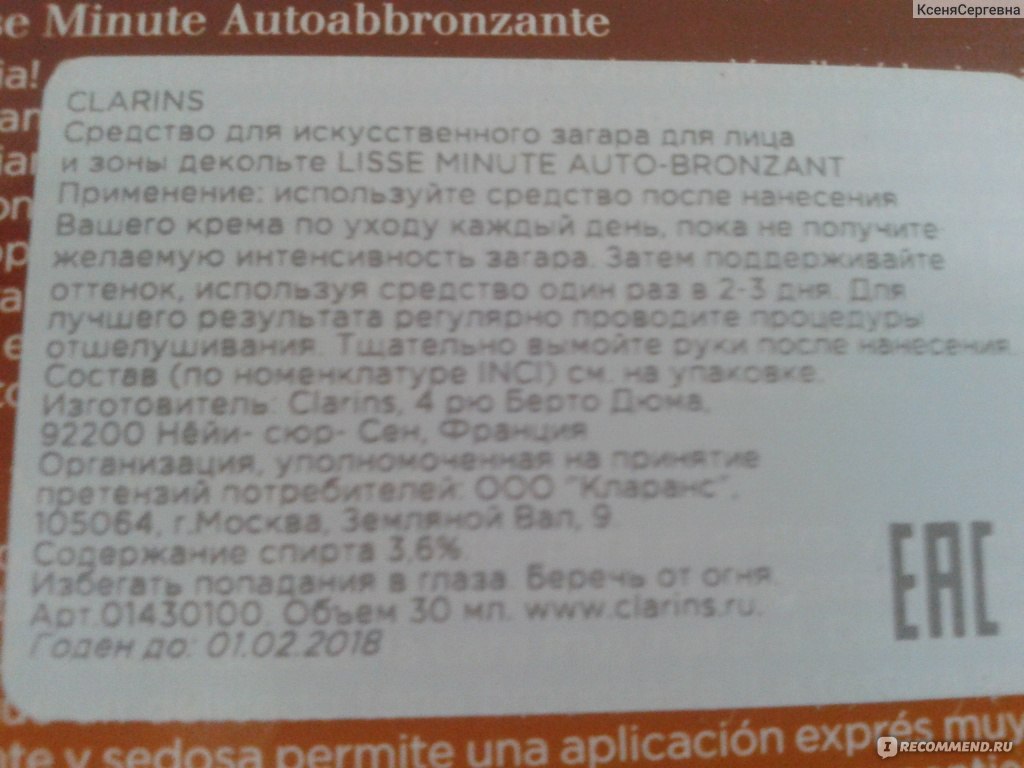 КсеняСергевна
se Minute Autoabbronzante
ia!
CLARINS
Средство для искусственного загара для лица
и зоны декольте LISSE MINUTE AUTO-BRONZANT
Применение: используйте средство после нанесения
Вашего крема по уходу каждый день, пока не получите
желаемую интенсивность загара. Затем поддерживайте
оттенок, используя средство один раз в 2-3 дня. Для
лучшего результата регулярно проводите процедуры
отшелушивания. Тщательно вымойте руки после нанесения.
Состав (по номенклатуре INCI) см. на упаковке.
Изготовитель: Clarins, 4 рю Берто Дюма,
92200 Нёйи- сюр- Сен, Франция
Организация, уполномоченная на принятие
претензий потребителей: ООО "Кларанс",
105064, г.Москва, Земляной Вал, 9.
Содержание спирта 3,6%.
Избегать попадания в глаза. Беречь от огня.
Арт.01430100. Объем 30 мл. www.clarins.ru.
Годен до: 01.02.2018
EAC
nte y sedosa permite una aplicación exprés muy
IRECOMMEND.RU